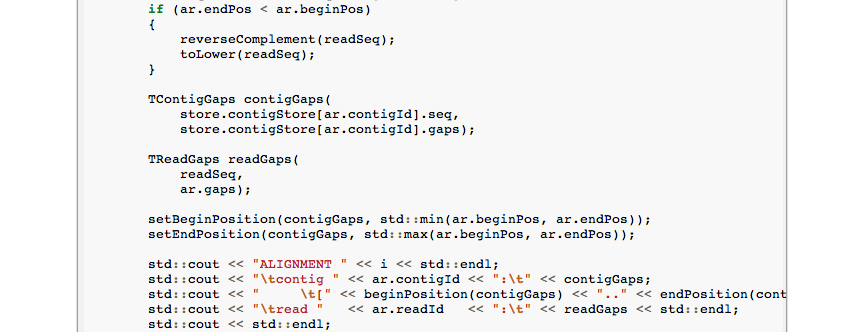 if (ar.endPos < ar.beginPos)
{
    reverseComplement(readSeq);
    toLower(readSeq);
}

TContigGaps contigGaps(
    store.contigStore[ar.contigId].seq,
    store.contigStore[ar.contigId].gaps);

TReadGaps readGaps(
    readSeq,
    ar.gaps);

setBeginPosition(contigGaps, std::min(ar.beginPos, ar.endPos));
setEndPosition(contigGaps, std::max(ar.beginPos, ar.endPos));

std::cout << "ALIGNMENT " << i << std::endl;
std::cout << "\tcontig " << ar.contigId << ":\t" << contigGaps;
std::cout << "     \t[" << beginPosition(contigGaps) << ".." << endPosition(cont
std::cout << "\tread "   << ar.readId   << ":\t" << readGaps << std::endl;
std::cout << std::endl;